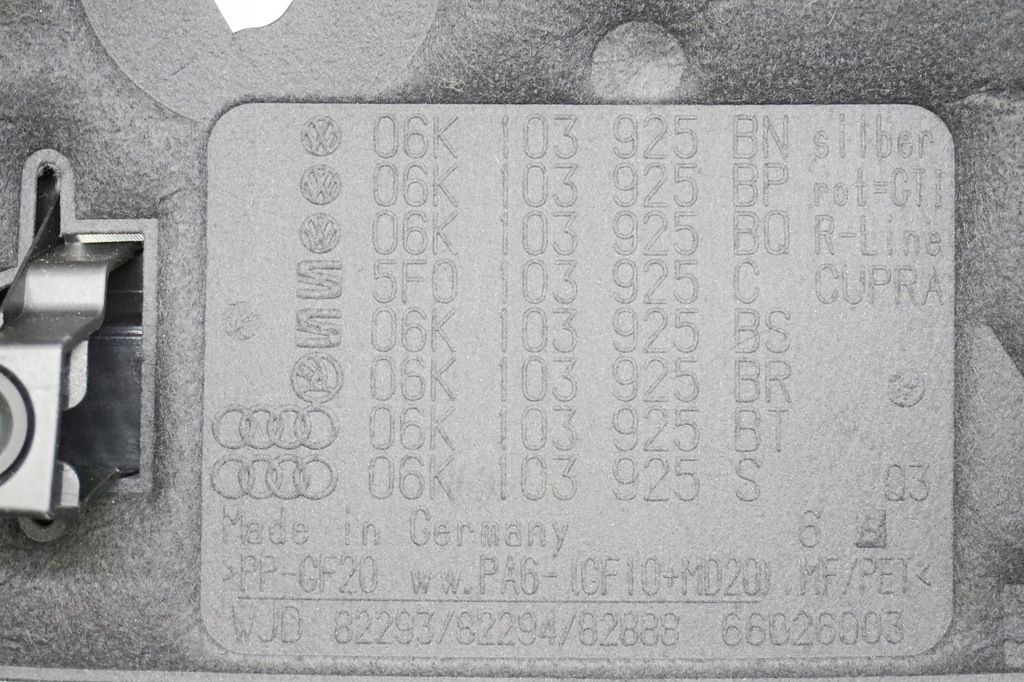 06K 103 925 BN silber
06K 103 925 BP rot=GTI
06K 103 925 BQ R-Line
5F0 103 925 C CUPRA
06K 103 925 BS
06K 103 925 BR
06K 103 925 BT
06K 103 925 S Q3
Made in Germany 6
>PP-GF20 ww.PA6-(GF10+MD20).MF/PET<
WJD 82293/82294/82888 66026003